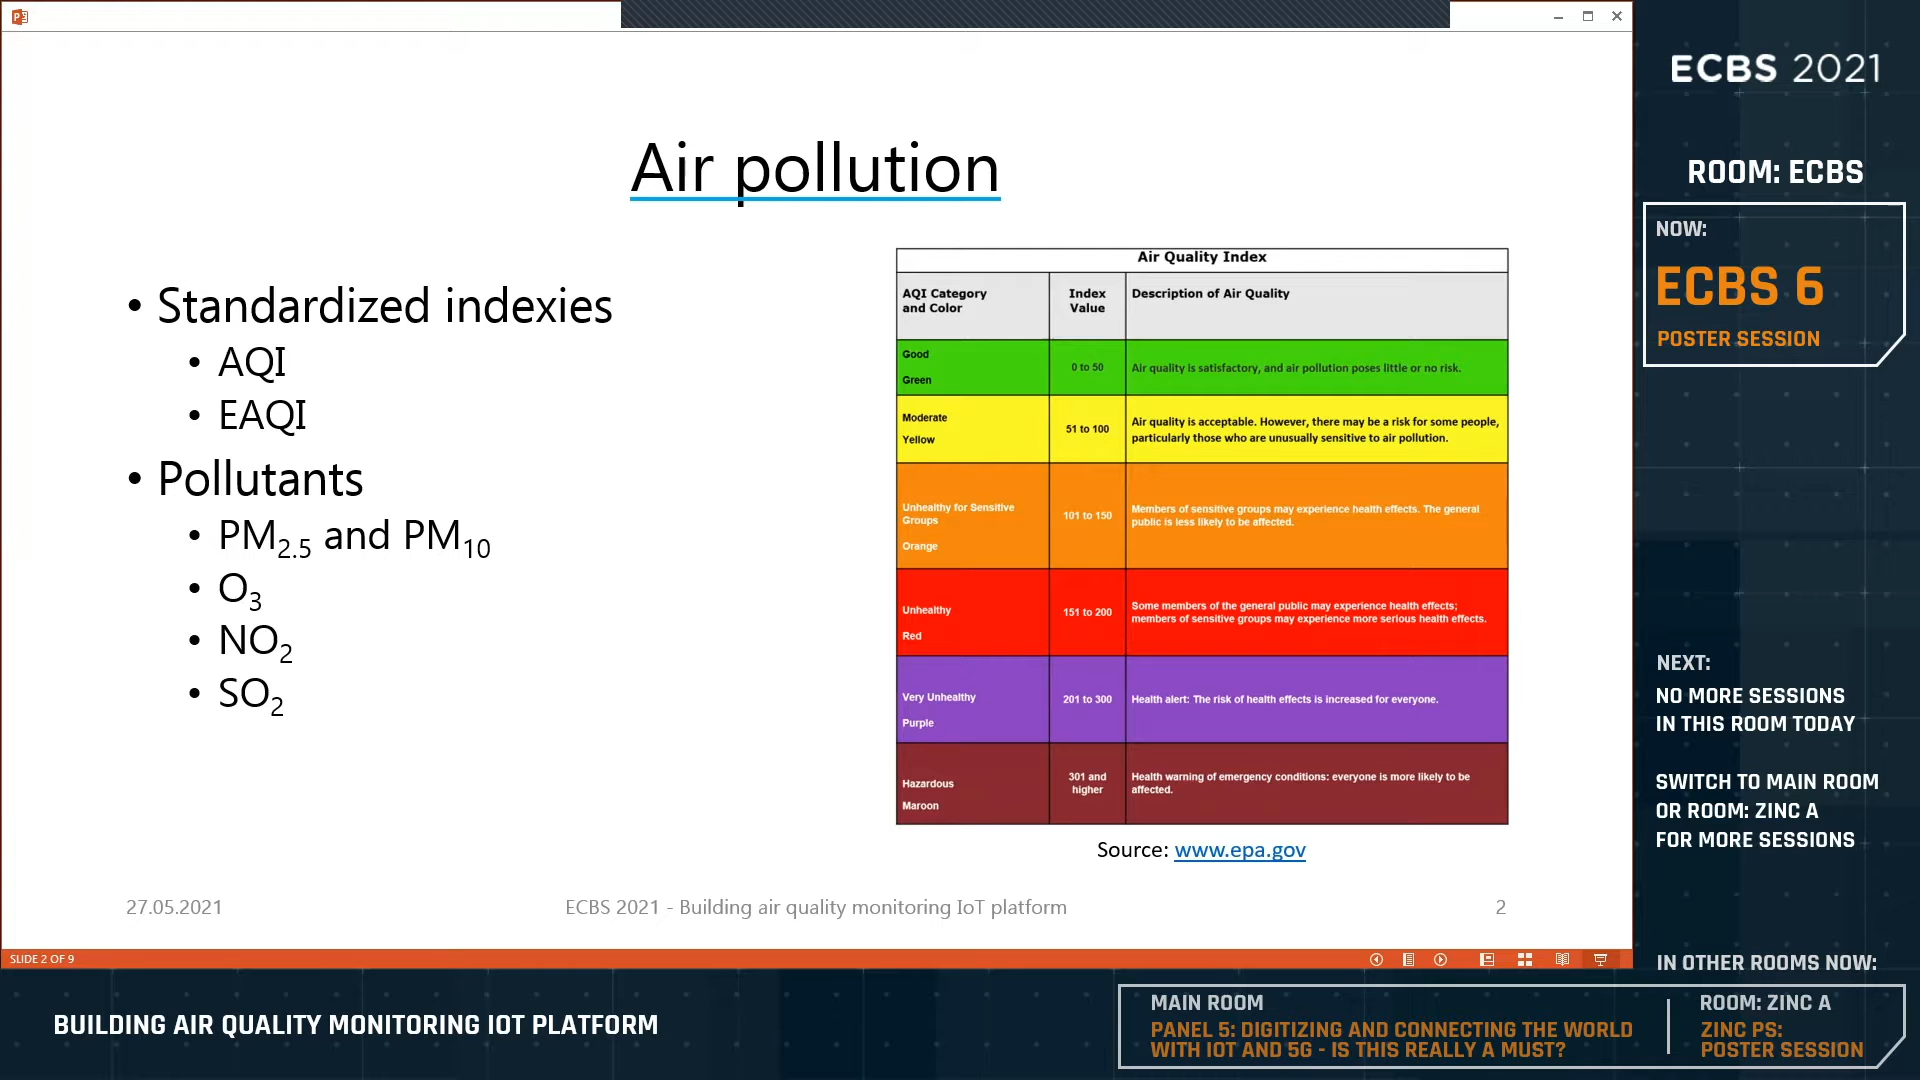 Air pollution
• Standardized indexies
• AQI
• EAQI
• Pollutants
• PM2.5 and PM10
• O3
• NO2
• SO2
Air Quality Index
AQI Category
and Color
Index
Value
Description of Air Quality
Good
Green
0 to 50
Air quality is satisfactory, and air pollution poses little or no risk.
Moderate
Yellow
51 to 100
Air quality is acceptable. However, there may be a risk for some people,
particularly those who are unusually sensitive to air pollution.
Unhealthy for Sensitive
Groups
Orange
101 to 150
Members of sensitive groups may experience health effects. The general
public is less likely to be affected.
Unhealthy
Red
151 to 200
Some members of the general public may experience health effects;
members of sensitive groups may experience more serious health effects.
Very Unhealthy
Purple
201 to 300
Health alert: The risk of health effects is increased for everyone.
Hazardous
Maroon
301 and
higher
Health warning of emergency conditions: everyone is more likely to be
affected.
Source: www.epa.gov
27.05.2021
ECBS 2021 - Building air quality monitoring IoT platform
2
SLIDE 2 OF 9
ECBS 2021
ROOM: ECBS
NOW:
ECBS 6
POSTER SESSION
NEXT:
NO MORE SESSIONS
IN THIS ROOM TODAY
SWITCH TO MAIN ROOM
OR ROOM: ZINC A
FOR MORE SESSIONS
IN OTHER ROOMS NOW:
BUILDING AIR QUALITY MONITORING IOT PLATFORM
MAIN ROOM
PANEL 5: DIGITIZING AND CONNECTING THE WORLD
WITH IOT AND 5G - IS THIS REALLY A MUST?
ROOM: ZINC A
ZINC PS:
POSTER SESSION